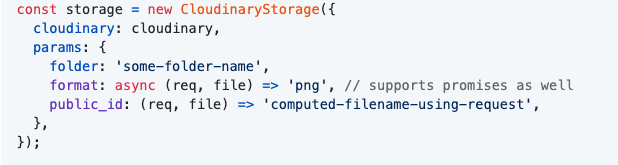 const storage = new CloudinaryStorage({
  cloudinary: cloudinary,
  params: {
    folder: 'some-folder-name',
    format: async (req, file) => 'png', // supports promises as well
    public_id: (req, file) => 'computed-filename-using-request',
  },
});